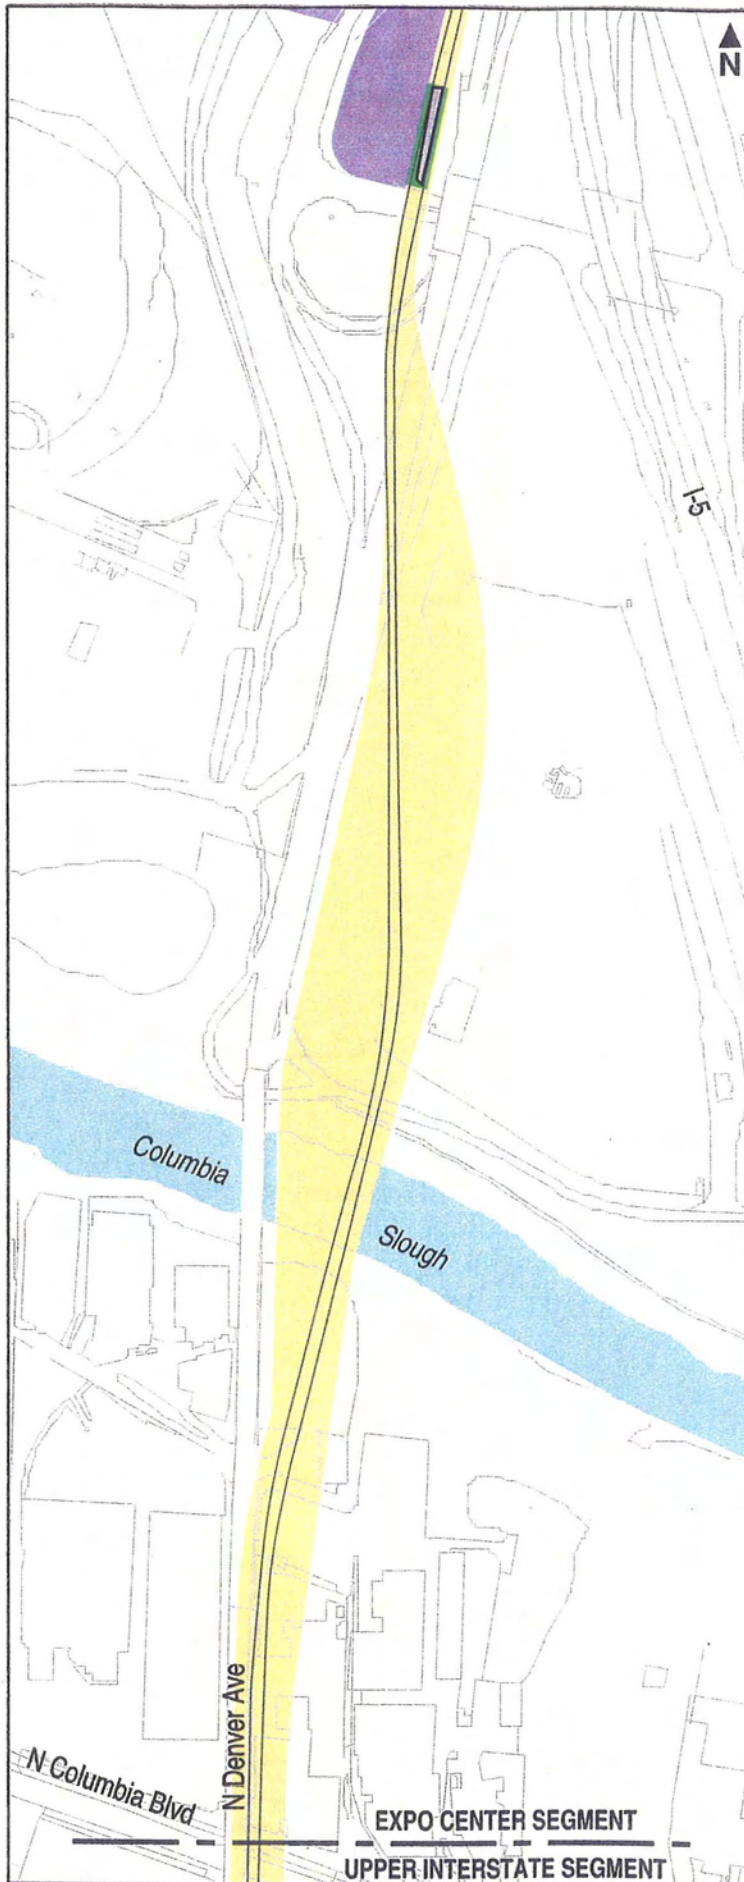 N
I-5
Columbia
Slough
N Denver Ave
N Columbia Blvd
EXPO CENTER SEGMENT
UPPER INTERSTATE SEGMENT